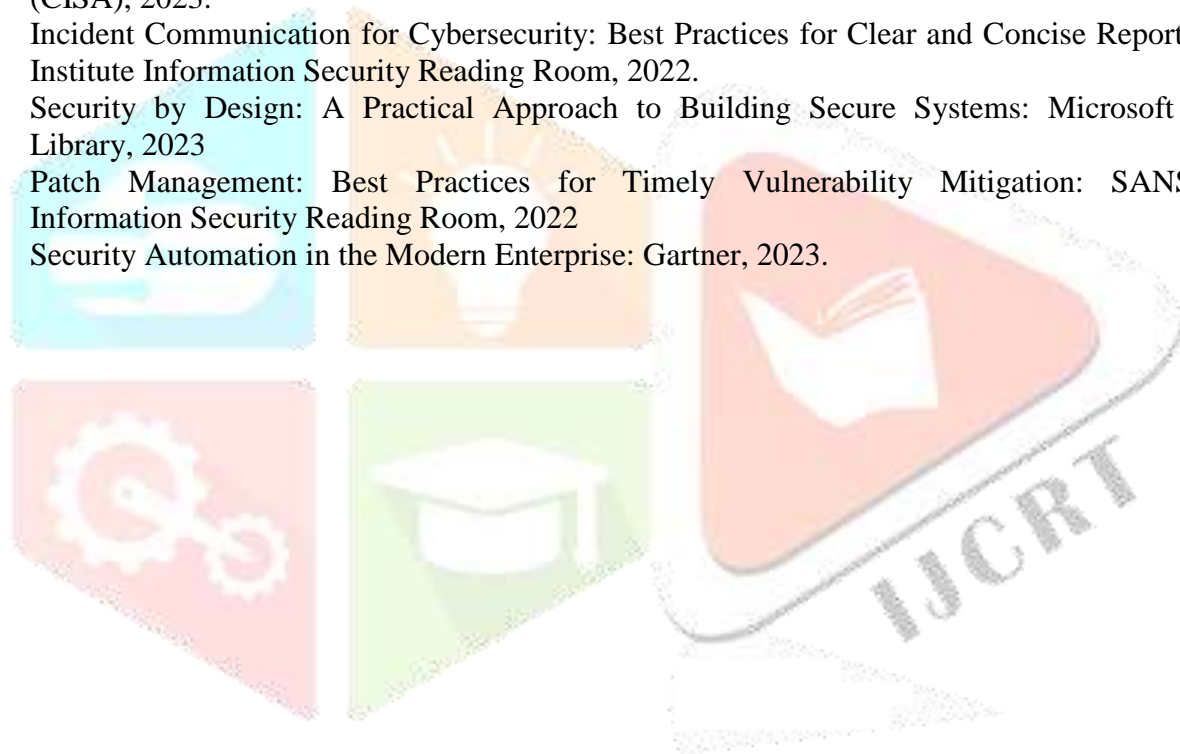 (CISA), 2023.
Incident Communication for Cybersecurity: Best Practices for Clear and Concise Report
Institute Information Security Reading Room, 2022.
Security by Design: A Practical Approach to Building Secure Systems: Microsoft
Library, 2023
Patch Management: Best Practices for Timely Vulnerability Mitigation: SANS
Information Security Reading Room, 2022
Security Automation in the Modern Enterprise: Gartner, 2023.
IJCRT